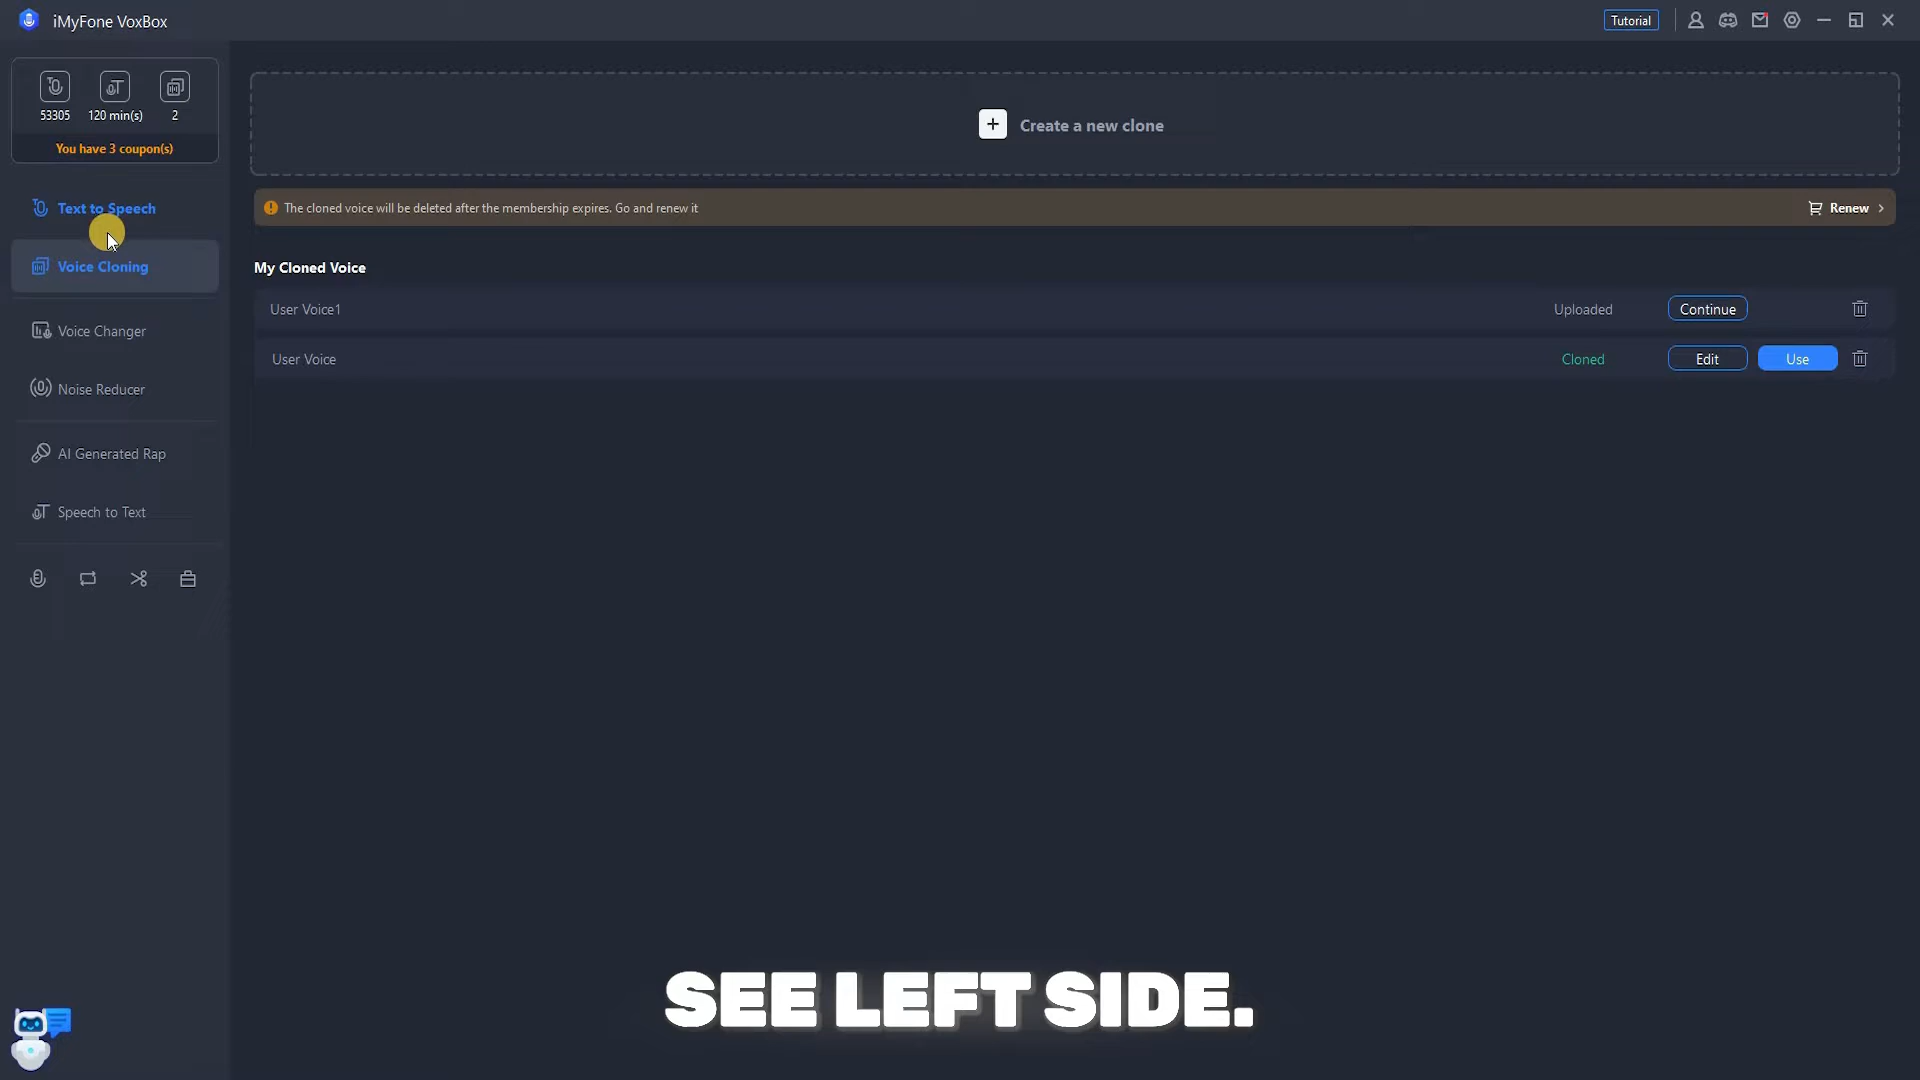 iMyFone VoxBox
Tutorial
53305 120 min(s) 2
You have 3 coupon(s)
Text to Speech
Voice Cloning
Voice Changer
Noise Reducer
AI Generated Rap
Speech to Text
Create a new clone
The cloned voice will be deleted after the membership expires. Go and renew it
Renew
My Cloned Voice
User Voice1 Uploaded Continue
User Voice Cloned Edit Use
SEE LEFT SIDE.